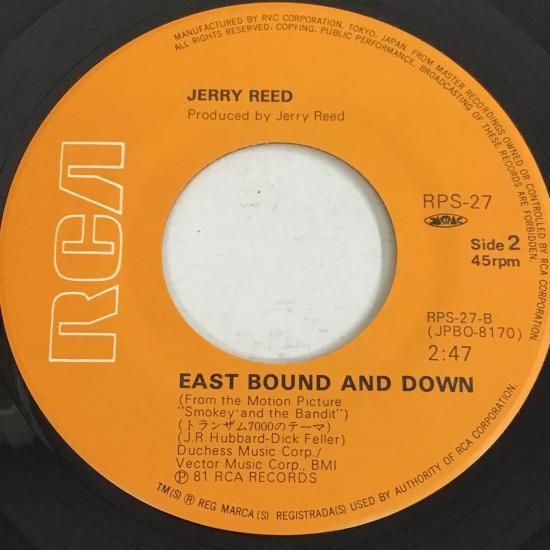 MANUFACTURED BY RVC CORPORATION, TOKYO, JAPAN, FROM MASTER RECORDINGS OWNED OR CONTROLLED BY RCA CORPORATION.
ALL RIGHTS RESERVED. COPYING, PUBLIC PERFORMANCE, BROADCASTING OF THESE RECORDS ARE FORBIDDEN.
JERRY REED
Produced by Jerry Reed
RCA
RPS-27
JASRAC
Side 2
45rpm
RPS-27-B
(JPBO-8170)
2:47
EAST BOUND AND DOWN
(From the Motion Picture
"Smokey and the Bandit")
(トランザム7000のテーマ)
(J.R.Hubbard-Dick Feller)
Duchess Music Corp./
Vector Music Corp., BMI
Ⓟ 81 RCA RECORDS
TM(S) ® REG MARCA(S) REGISTRADA(S) USED BY AUTHORITY OF RCA CORPORATION.